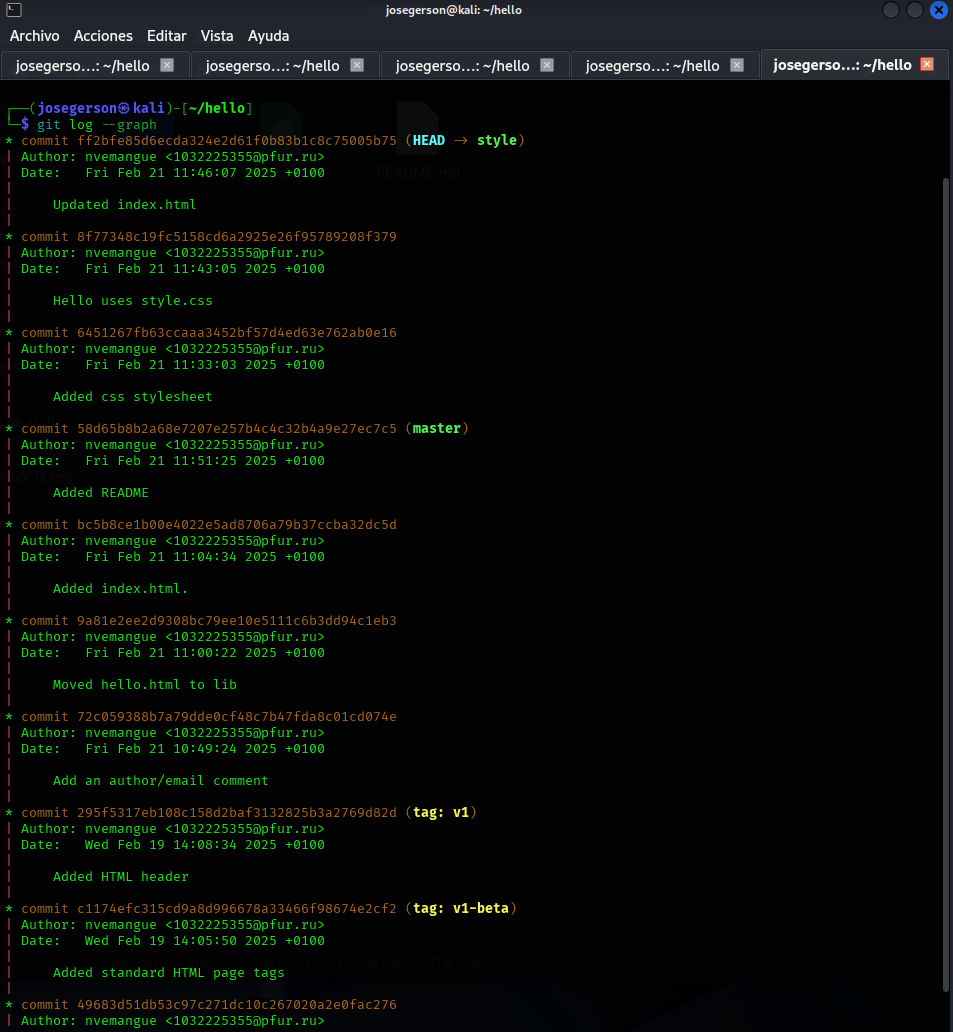 josegerson@kali: ~/hello
Archivo Acciones Editar Vista Ayuda
josegerso...: ~/hello josegerso...: ~/hello josegerso...: ~/hello josegerso...: ~/hello josegerso...: ~/hello
┌──(josegerson㉿kali)-[~/hello]
└─$ git log --graph
* commit ff2bfe85d6ecda324e2d61f0b83b1c8c75005b75 (HEAD → style)
| Author: nvemangue <1032225355@pfur.ru>
| Date:   Fri Feb 21 11:46:07 2025 +0100
|
|     Updated index.html
|
* commit 8f77348c19fc5158cd6a2925e26f95789208f379
| Author: nvemangue <1032225355@pfur.ru>
| Date:   Fri Feb 21 11:43:05 2025 +0100
|
|     Hello uses style.css
|
* commit 6451267fb63ccaaa3452bf57d4ed63e762ab0e16
| Author: nvemangue <1032225355@pfur.ru>
| Date:   Fri Feb 21 11:33:03 2025 +0100
|
|     Added css stylesheet
|
* commit 58d65b8b2a68e7207e257b4c4c32b4a9e27ec7c5 (master)
| Author: nvemangue <1032225355@pfur.ru>
| Date:   Fri Feb 21 11:51:25 2025 +0100
|
|     Added README
|
* commit bc5b8ce1b00e4022e5ad8706a79b37ccba32dc5d
| Author: nvemangue <1032225355@pfur.ru>
| Date:   Fri Feb 21 11:04:34 2025 +0100
|
|     Added index.html.
|
* commit 9a81e2ee2d9308bc79ee10e5111c6b3dd94c1eb3
| Author: nvemangue <1032225355@pfur.ru>
| Date:   Fri Feb 21 11:00:22 2025 +0100
|
|     Moved hello.html to lib
|
* commit 72c059388b7a79dde0cf48c7b47fda8c01cd074e
| Author: nvemangue <1032225355@pfur.ru>
| Date:   Fri Feb 21 10:49:24 2025 +0100
|
|     Add an author/email comment
|
* commit 295f5317eb108c158d2baf3132825b3a2769d82d (tag: v1)
| Author: nvemangue <1032225355@pfur.ru>
| Date:   Wed Feb 19 14:08:34 2025 +0100
|
|     Added HTML header
|
* commit c1174efc315cd9a8d996678a33466f98674e2cf2 (tag: v1-beta)
| Author: nvemangue <1032225355@pfur.ru>
| Date:   Wed Feb 19 14:05:50 2025 +0100
|
|     Added standard HTML page tags
|
* commit 49683d51db53c97c271dc10c267020a2e0fac276
| Author: nvemangue <1032225355@pfur.ru>
README.md